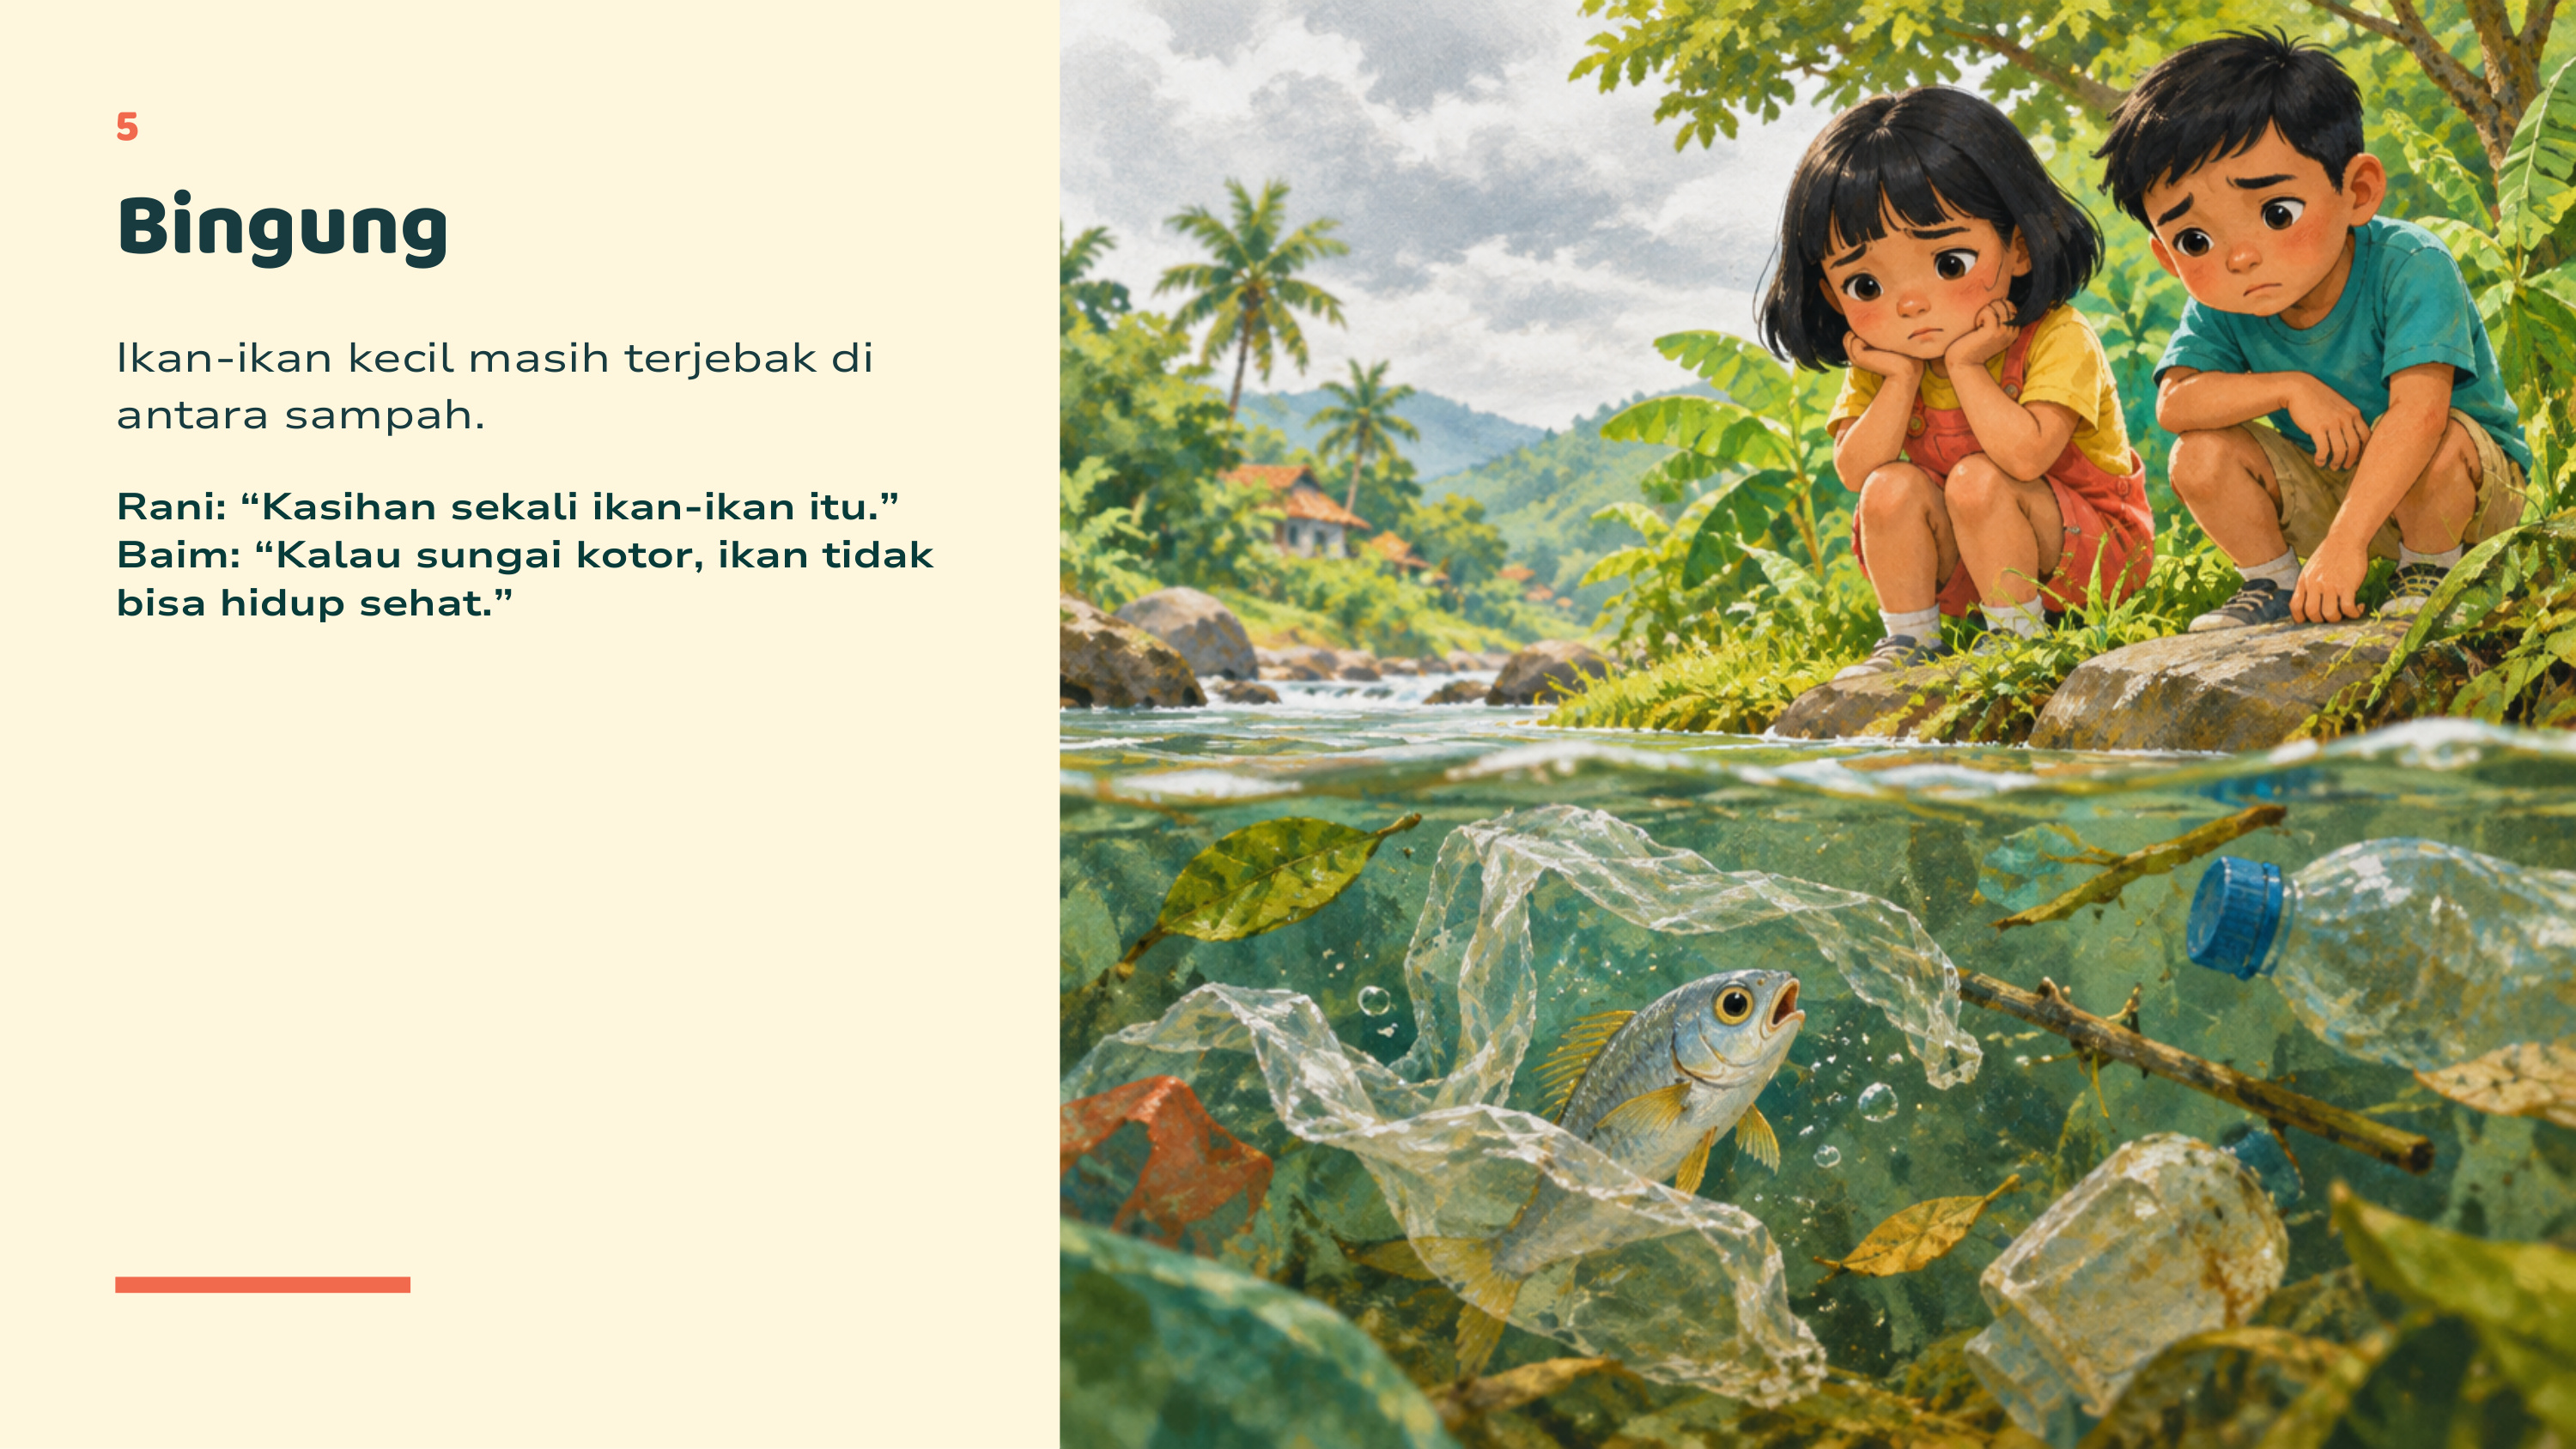 5
Bingung
Ikan-ikan kecil masih terjebak di
antara sampah.
Rani: “Kasihan sekali ikan-ikan itu.”
Baim: “Kalau sungai kotor, ikan tidak
bisa hidup sehat.”